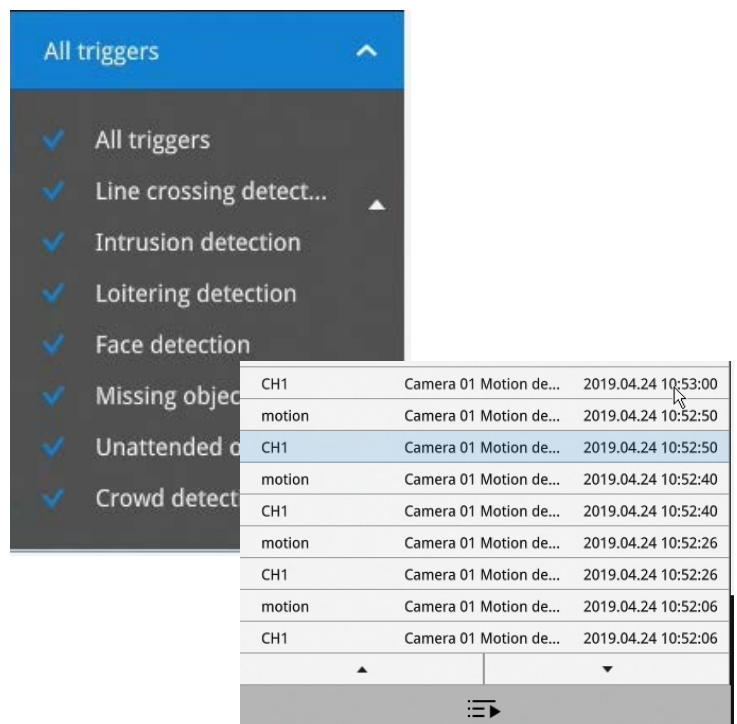 All triggers
All triggers
Line crossing detect...
Intrusion detection
Loitering detection
Face detection
Missing objec
Unattended o
Crowd detect
CH1 Camera 01 Motion de... 2019.04.24 10:53:00
motion Camera 01 Motion de... 2019.04.24 10:52:50
CH1 Camera 01 Motion de... 2019.04.24 10:52:50
motion Camera 01 Motion de... 2019.04.24 10:52:40
CH1 Camera 01 Motion de... 2019.04.24 10:52:40
motion Camera 01 Motion de... 2019.04.24 10:52:26
CH1 Camera 01 Motion de... 2019.04.24 10:52:26
motion Camera 01 Motion de... 2019.04.24 10:52:06
CH1 Camera 01 Motion de... 2019.04.24 10:52:06